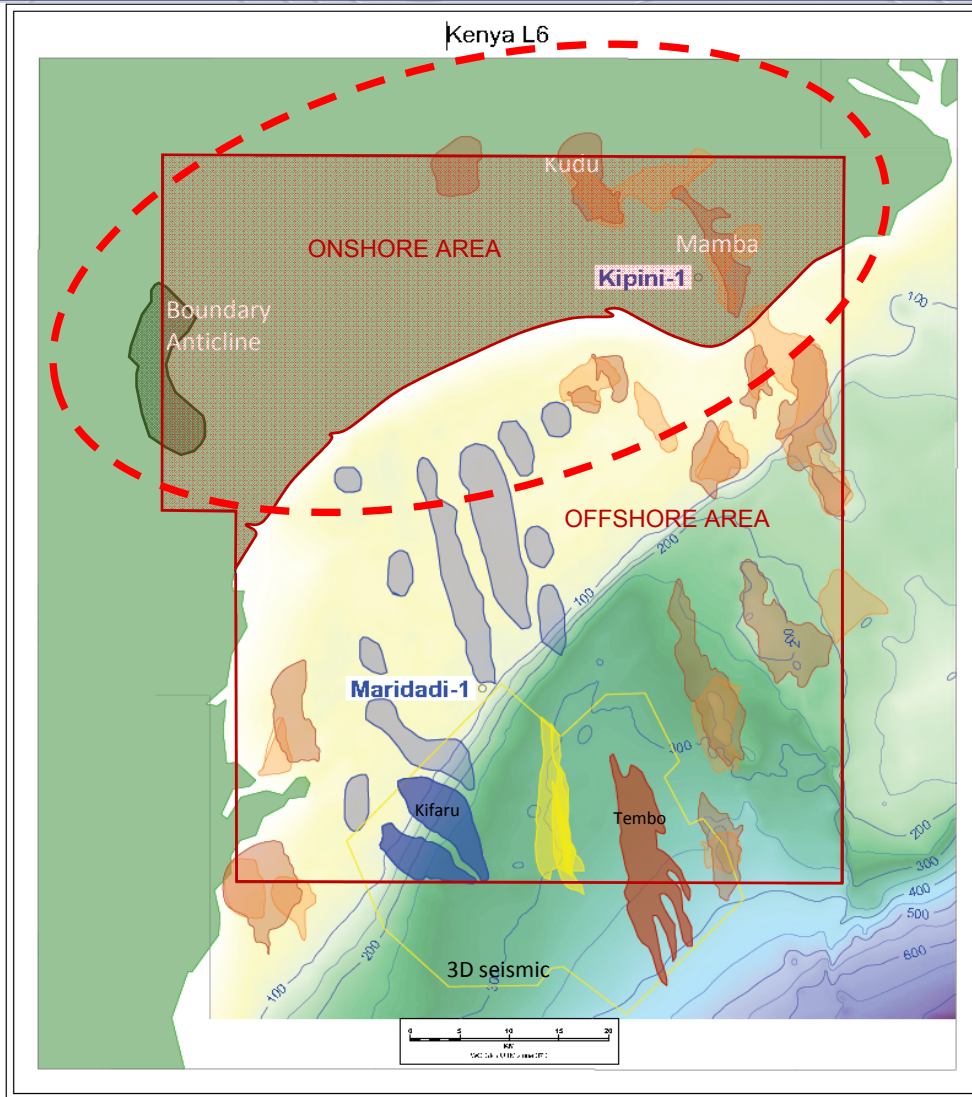 Kenya L6
Kudu
ONSHORE AREA
Mamba
Kipini-1
100
Boundary
Anticline
OFFSHORE AREA
200
100
200
Maridadi-1
300
Kifaru
Tembo
200
300
400
500
600
200
3D seismic
100
0 5 10 15 20
KM